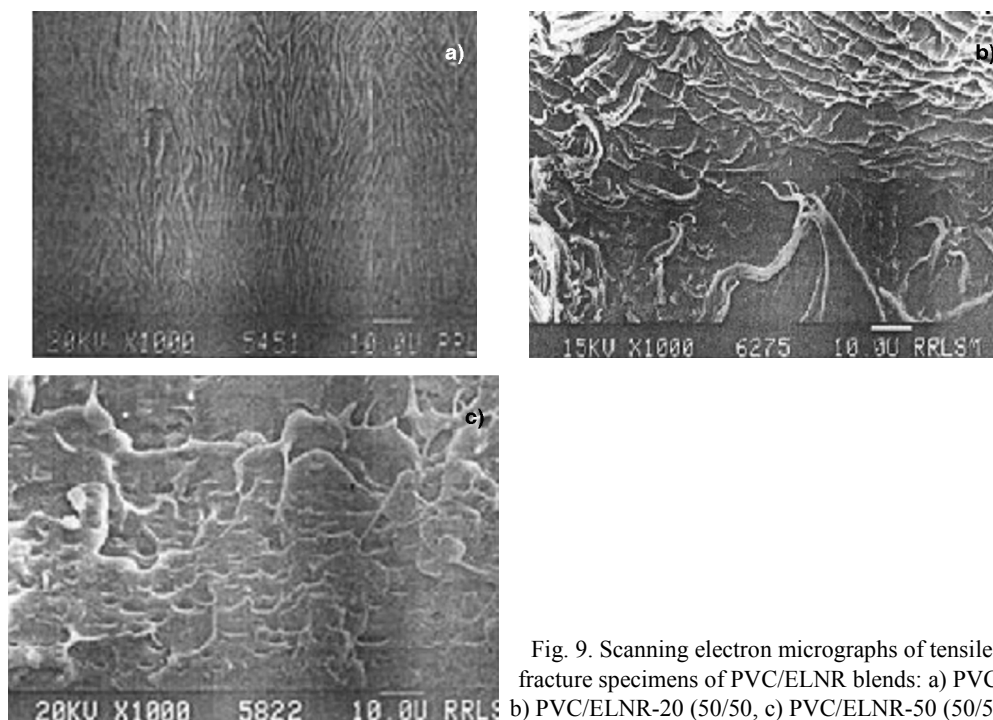 a)
20KV X1000 5451 10.0U RPL
b)
15KV X1000 6275 10.0U RRLSM
c)
20KV X1000 5822 10.0U RRLS
Fig. 9. Scanning electron micrographs of tensile
fracture specimens of PVC/ELNR blends: a) PVC
b) PVC/ELNR-20 (50/50, c) PVC/ELNR-50 (50/5